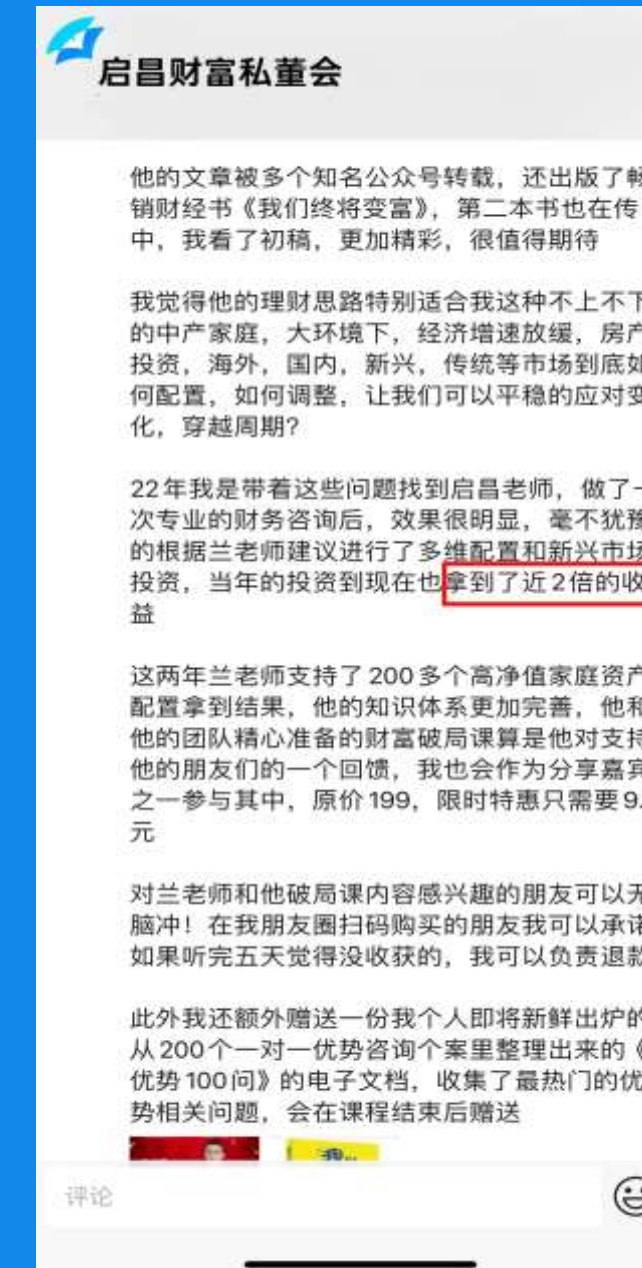 启昌财富私董会
他的文章被多个知名公众号转载，还出版了畅
销财经书《我们终将变富》，第二本书也在传
中，我看了初稿，更加精彩，很值得期待
我觉得他的理财思路特别适合我这种不上不下
的中产家庭，大环境下，经济增速放缓，房产
投资，海外，国内，新兴，传统等市场到底如
何配置，如何调整，让我们可以平稳的应对变
化，穿越周期？
22年我是带着这些问题找到启昌老师，做了一
次专业的财务咨询后，效果很明显，毫不犹豫
的根据兰老师建议进行了多维配置和新兴市场
投资，当年的投资到现在也拿到了近2倍的收
益
这两年兰老师支持了200多个高净值家庭资产
配置拿到结果，他的知识体系更加完善，他和
他的团队精心准备的财富破局课算是他对支持
他的朋友们的一个回馈，我也会作为分享嘉宾
之一参与其中，原价199，限时特惠只需要9.
元
对兰老师和他破局课内容感兴趣的朋友可以无
脑冲！在我朋友圈扫码购买的朋友我可以承诺
如果听完五天觉得没收获的，我可以负责退款
此外我还额外赠送一份我个人即将新鲜出炉的
从200个一对一优势咨询个案里整理出来的《
优势100问》的电子文档，收集了最热门的优
势相关问题，会在课程结束后赠送
评论